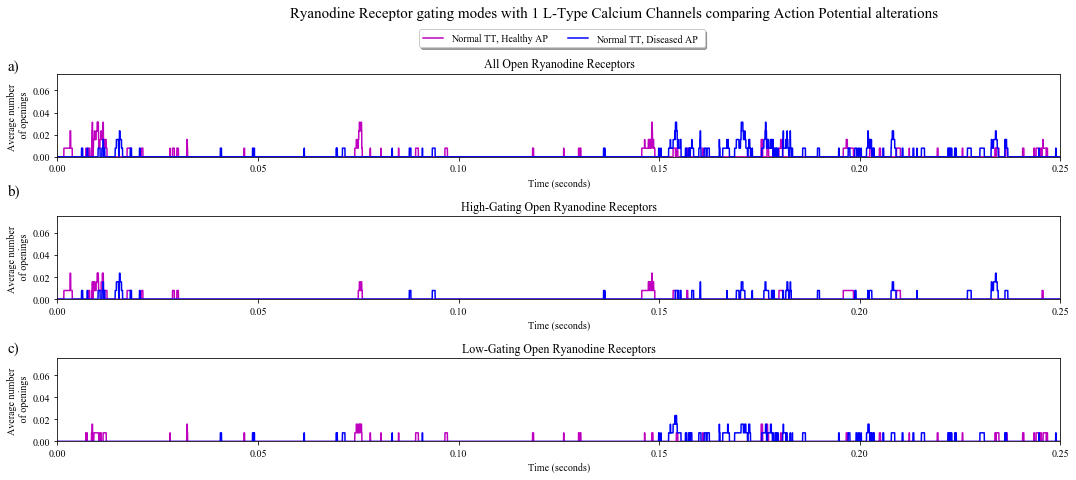 Ryanodine Receptor gating modes with 1 L-Type Calcium Channels comparing Action Potential alterations
Normal TT, Healthy AP
Normal TT, Diseased AP
a)
All Open Ryanodine Receptors
Average number
of openings
0.06
0.04
0.02
0.00
0.00 0.05 0.10 0.15 0.20 0.25
Time (seconds)
b)
High-Gating Open Ryanodine Receptors
Average number
of openings
0.06
0.04
0.02
0.00
0.00 0.05 0.10 0.15 0.20 0.25
Time (seconds)
c)
Low-Gating Open Ryanodine Receptors
Average number
of openings
0.06
0.04
0.02
0.00
0.00 0.05 0.10 0.15 0.20 0.25
Time (seconds)